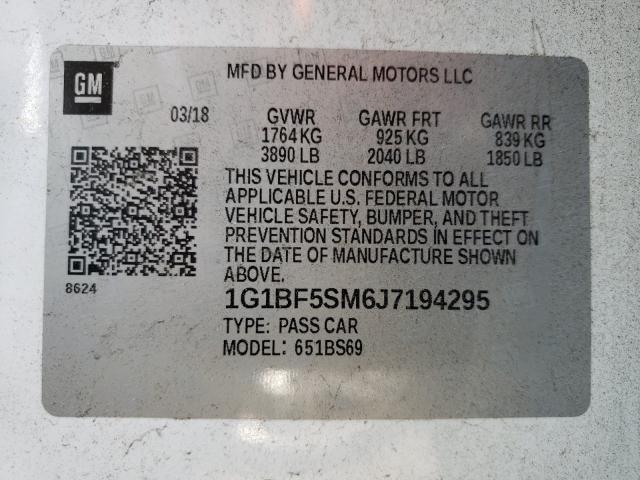 GM
MFD BY GENERAL MOTORS LLC
03/18 GVWR GAWR FRT GAWR RR
1764 KG 925 KG 839 KG
3890 LB 2040 LB 1850 LB
THIS VEHICLE CONFORMS TO ALL
APPLICABLE U.S. FEDERAL MOTOR
VEHICLE SAFETY, BUMPER, AND THEFT
PREVENTION STANDARDS IN EFFECT ON
THE DATE OF MANUFACTURE SHOWN
ABOVE.
8624
1G1BF5SM6J7194295
TYPE: PASS CAR
MODEL: 651BS69